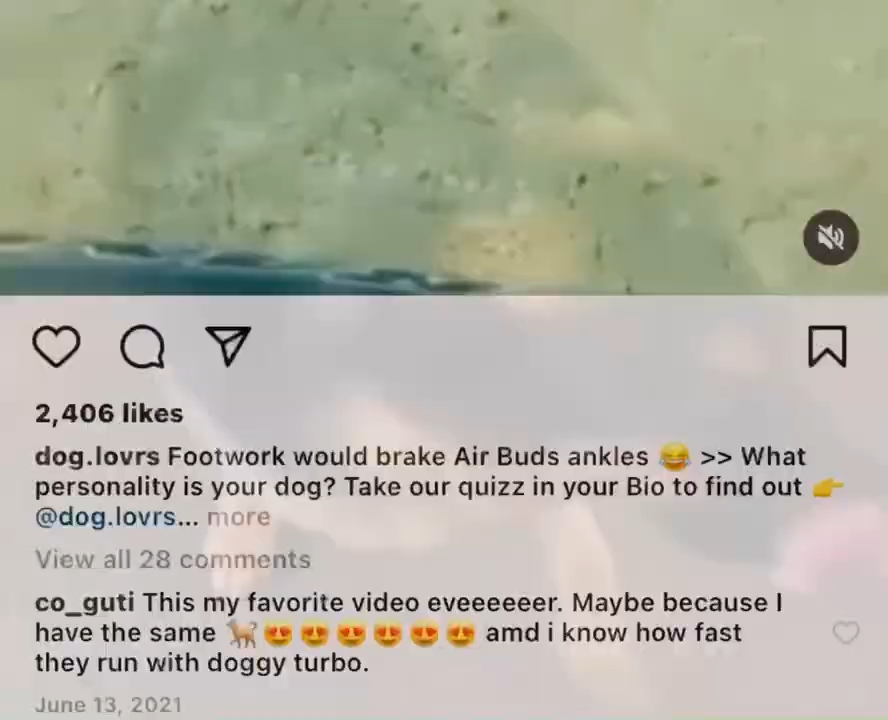 2,406 likes
dog.lovrs Footwork would brake Air Buds ankles 😂 >> What
personality is your dog? Take our quizz in your Bio to find out 👉
@dog.lovrs... more
View all 28 comments
co_guti This my favorite video eveeeeeer. Maybe because I
have the same 🐕😍😍😍😍😍😍 amd i know how fast
they run with doggy turbo.
June 13, 2021